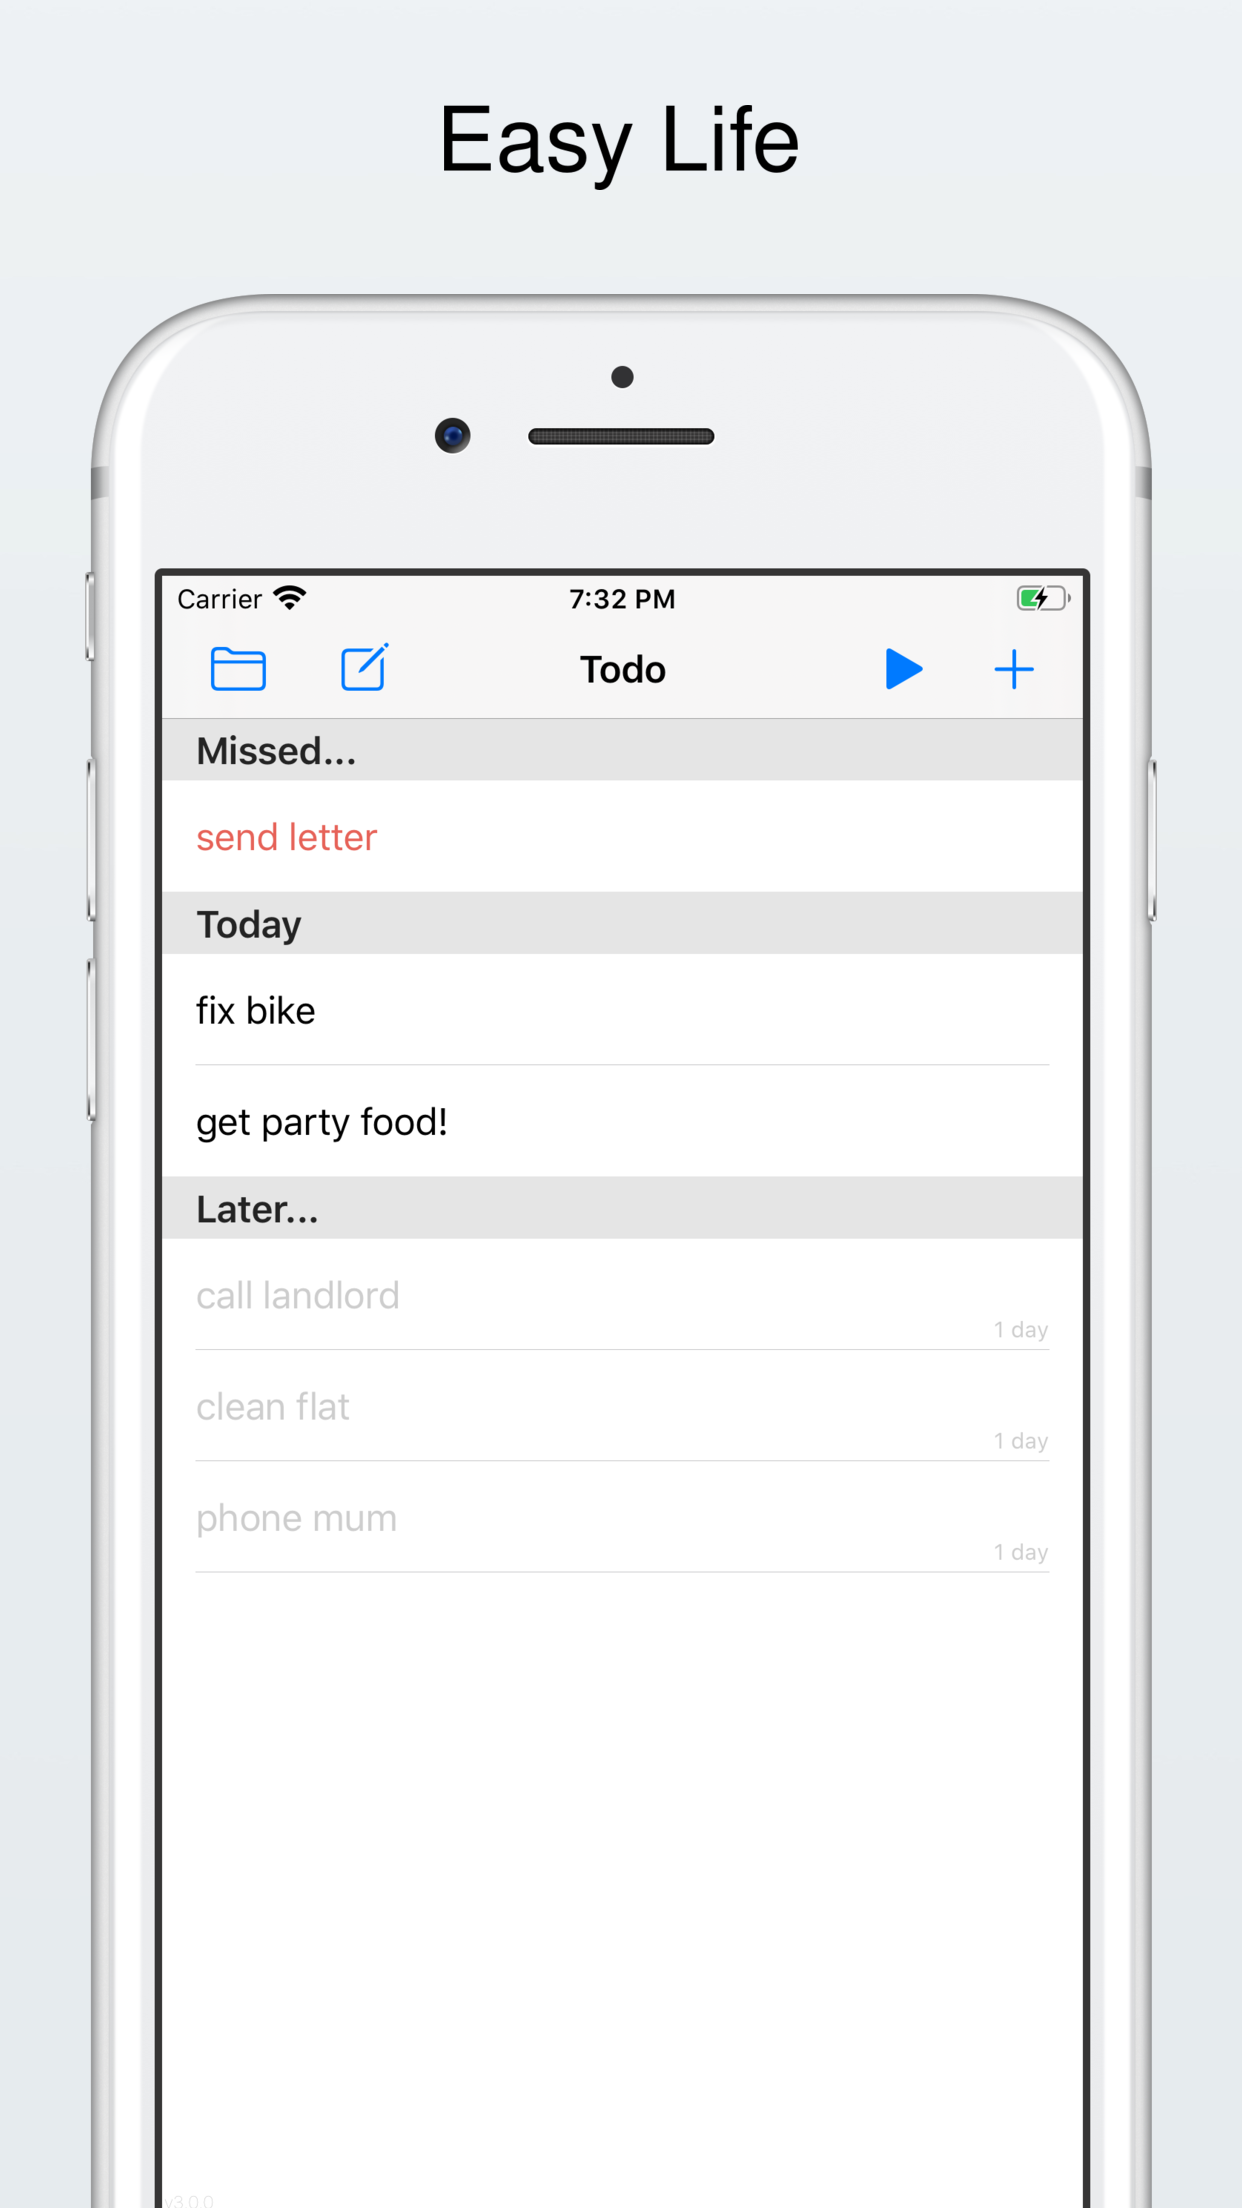 Easy Life
Carrier 7:32 PM
Todo
Missed...
send letter
Today
fix bike
get party food!
Later...
call landlord
1 day
clean flat
1 day
phone mum
1 day
v3.0.0